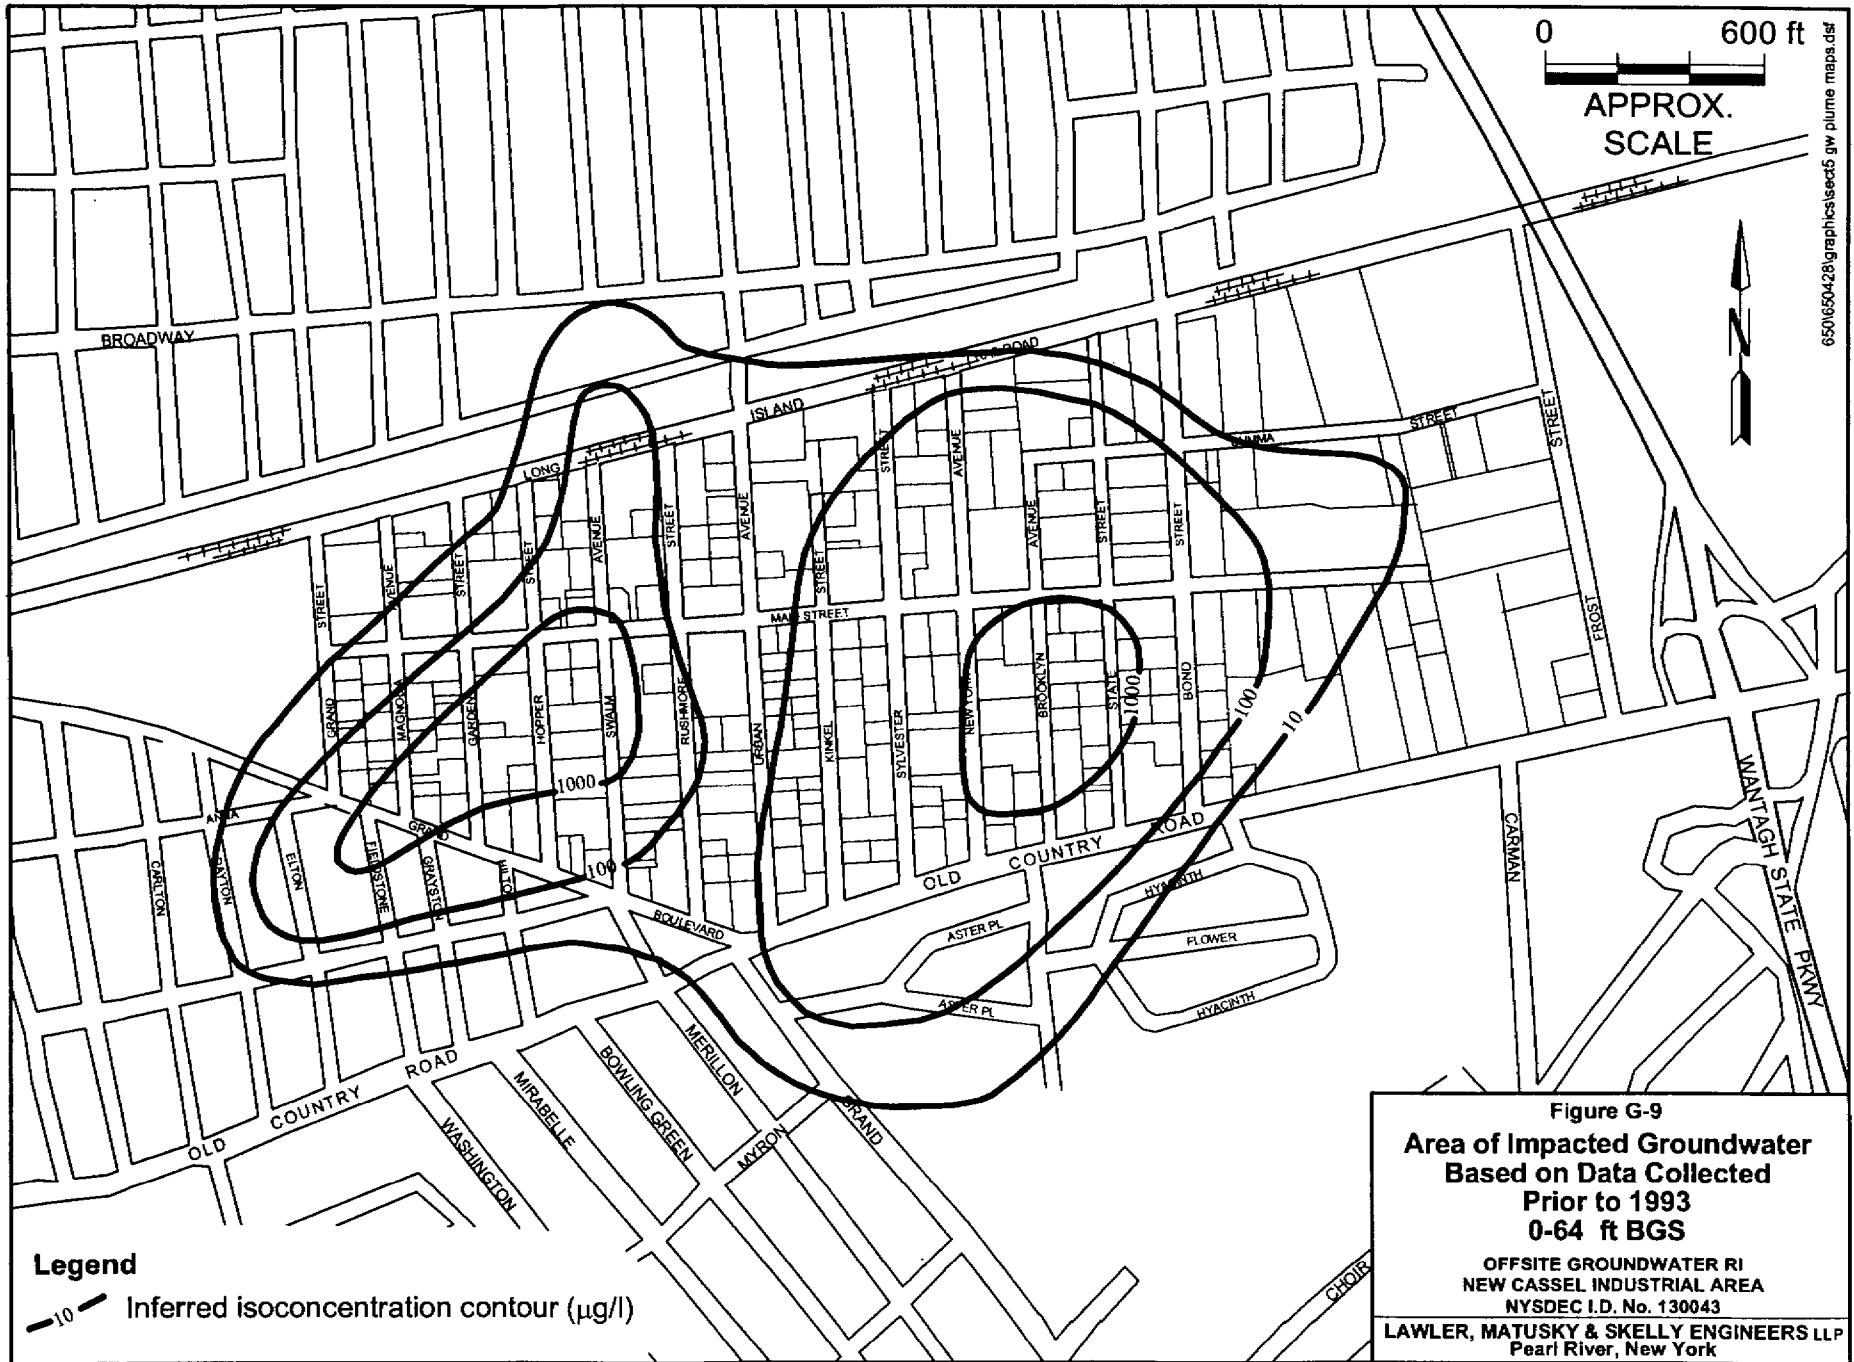 0 600 ft
APPROX.
SCALE
650\650428\graphics\sect5 gw plume maps.dsf
N
BROADWAY
LONG
ISLAND
STREET
AVENUE
STREET
STREET
AVENUE
STREET
AVENUE
STREET
STREET
AVENUE
AVENUE
STREET
STREET
STREET
STREET
MAIN STREET
GRAND
MAGNOLIA
GARDEN
HOPPER
SWALM
RUSHMORE
URBAN
KINKEL
SYLVESTER
NEW YORK
BROOKLYN
STATE
BOND
FROST
1000
100
1000
100
10
ANNA
CARLTON
DRAYTON
ELTON
FIELDSTONE
GRAYSTON
GRAND
BOULEVARD
OLD COUNTRY ROAD
HYACINTH
ASTER PL
FLOWER
ASTER PL
HYACINTH
CARMAN
WANTAGH STATE PKWY
OLD COUNTRY ROAD
WASHINGTON
MIRABELLE
BOWLING GREEN
MERILLON
MYRON
GRAND
CHOIR
Legend
10 Inferred isoconcentration contour (µg/l)
Figure G-9
Area of Impacted Groundwater
Based on Data Collected
Prior to 1993
0-64 ft BGS
OFFSITE GROUNDWATER RI
NEW CASSEL INDUSTRIAL AREA
NYSDEC I.D. No. 130043
LAWLER, MATUSKY & SKELLY ENGINEERS LLP
Pearl River, New York